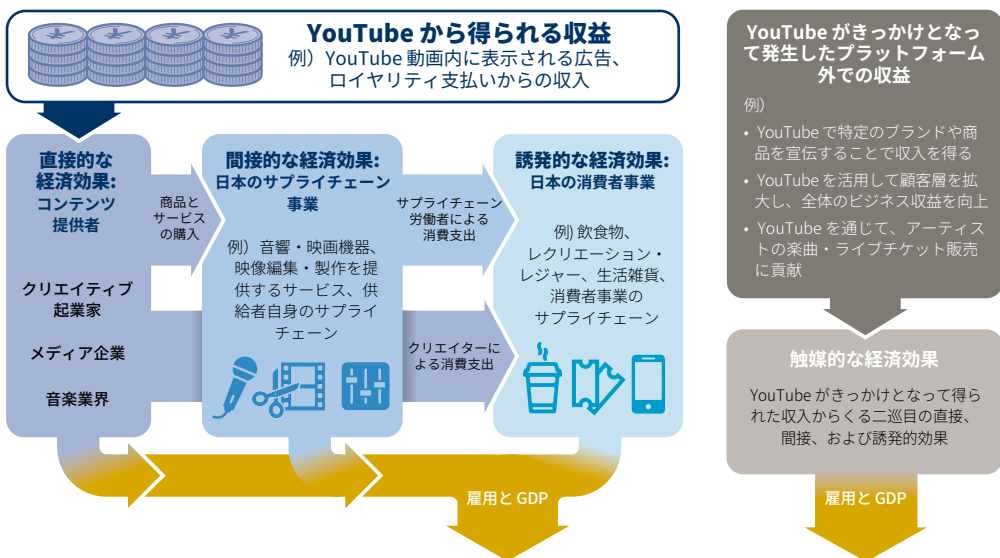 YouTube から得られる収益
例）YouTube 動画内に表示される広告、
ロイヤリティ支払いからの収入
直接的な
経済効果:
コンテンツ
提供者
クリエイティブ
起業家
メディア企業
音楽業界
商品と
サービス
の購入
間接的な経済効果:
日本のサプライチェーン
事業
例）音響・映画機器、
映像編集・製作を提
供するサービス、供
給者自身のサプライ
チェーン
サプライチェーン
労働者による
消費支出
クリエイターに
よる消費支出
誘発的な経済効果:
日本の消費者事業
例) 飲食物、
レクリエーション・
レジャー、生活雑貨、
消費者事業の
サプライチェーン
雇用と GDP
YouTube がきっかけとなっ
て発生したプラットフォーム
外での収益
例）
• YouTube で特定のブランドや商
品を宣伝することで収入を得る
• YouTube を活用して顧客層を拡
大し、全体のビジネス収益を向上
• YouTube を通じて、アーティス
トの楽曲・ライブチケット販売
に貢献
触媒的な経済効果
YouTube がきっかけとなって得ら
れた収入からくる二巡目の直接、
間接、および誘発的効果
雇用と GDP